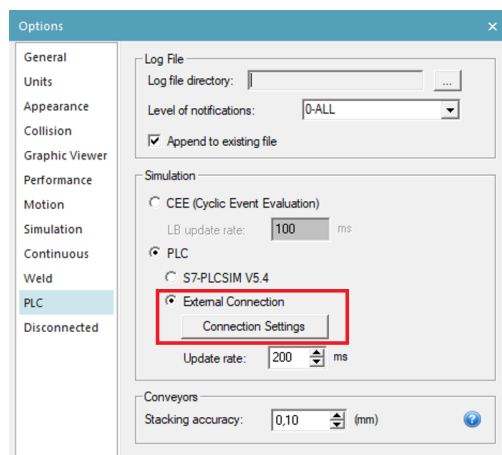 Options
General
Units
Appearance
Collision
Graphic Viewer
Performance
Motion
Simulation
Continuous
Weld
PLC
Disconnected
Log File
Log file directory:
...
Level of notifications: 0-ALL
Append to existing file
Simulation
CEE (Cyclic Event Evaluation)
LB update rate: 100 ms
PLC
S7-PLCSIM V5.4
External Connection
Connection Settings
Update rate: 200 ms
Conveyors
Stacking accuracy: 0,10 (mm)